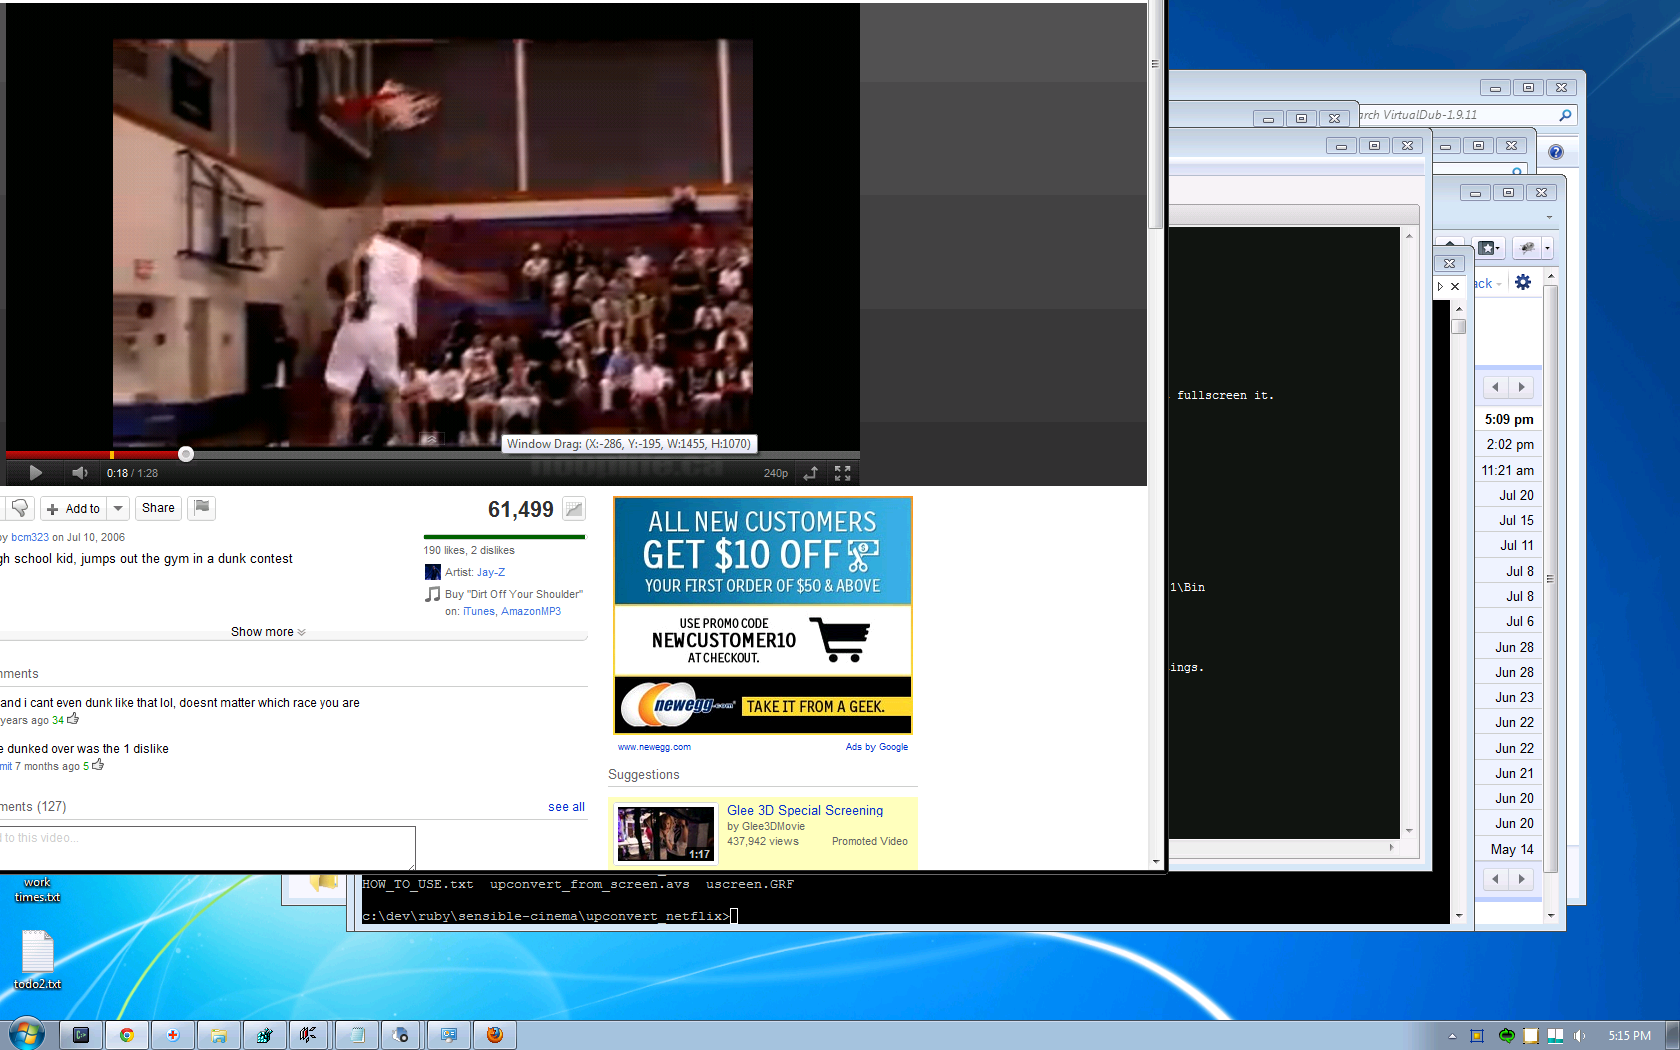 arch VirtualDub-1.9.11
ack
fullscreen it.
5:09 pm
2:02 pm
11:21 am
Jul 20
Jul 15
Jul 11
Jul 8
Jul 8
Jul 6
Jun 28
Jun 28
Jun 23
Jun 22
Jun 22
Jun 21
Jun 20
Jun 20
May 14
1\Bin
ings.
Window Drag: (X:-286, Y:-195, W:1455, H:1070)
0:18 / 1:28
240p
Add to
Share
61,499
by bcm323 on Jul 10, 2006
190 likes, 2 dislikes
gh school kid, jumps out the gym in a dunk contest
Artist: Jay-Z
Buy "Dirt Off Your Shoulder"
on: iTunes, AmazonMP3
Show more
ALL NEW CUSTOMERS
GET $10 OFF
YOUR FIRST ORDER OF $50 & ABOVE
USE PROMO CODE
NEWCUSTOMER10
AT CHECKOUT.
newegg.com
TAKE IT FROM A GEEK.
www.newegg.com
Ads by Google
mments
and i cant even dunk like that lol, doesnt matter which race you are
years ago 34
e dunked over was the 1 dislike
mit 7 months ago 5
ments (127)
see all
d to this video...
Suggestions
Glee 3D Special Screening
by Glee3DMovie
437,942 views
Promoted Video
1:17
HOW_TO_USE.txt upconvert_from_screen.avs uscreen.GRF
c:\dev\ruby\sensible-cinema\upconvert_netflix>
work
times.txt
todo2.txt
5:15 PM